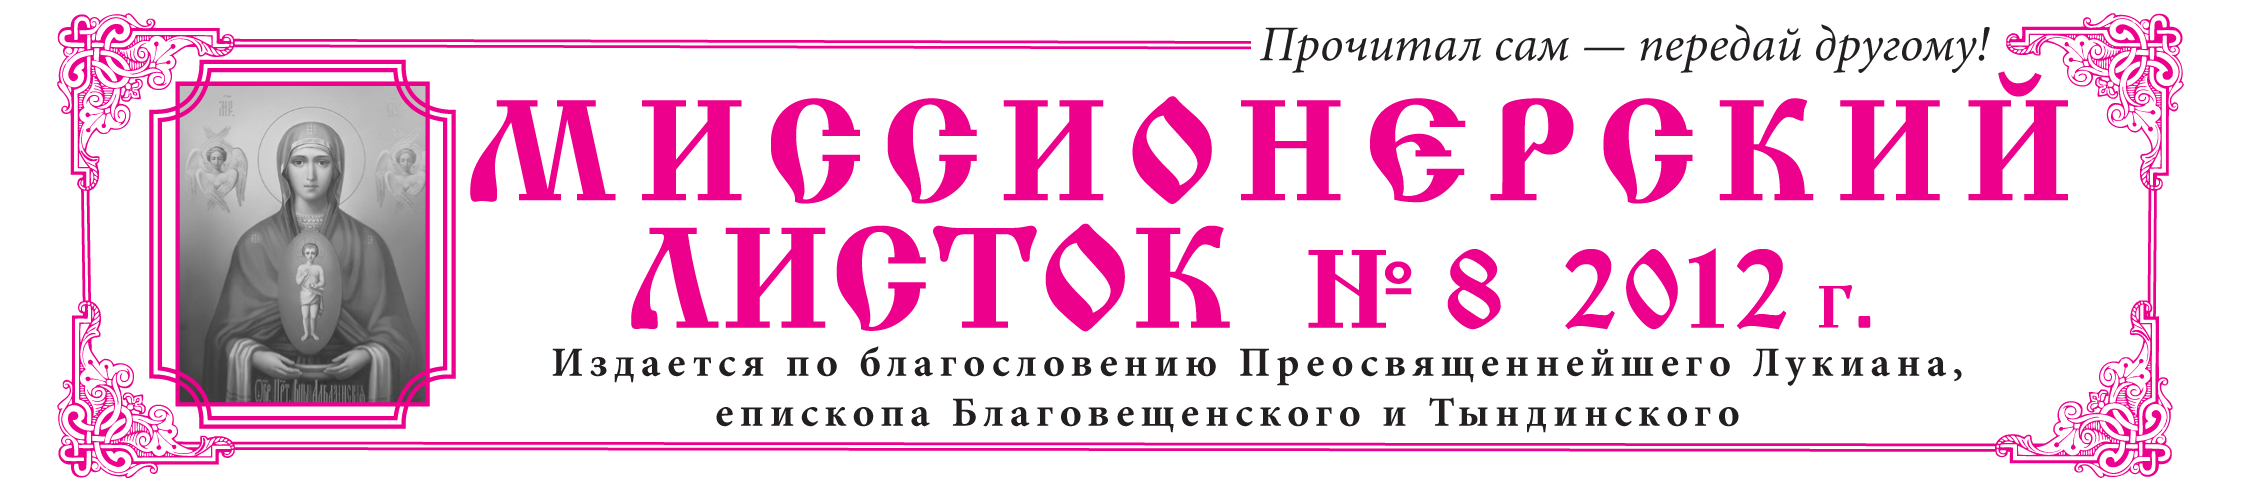 Прочитал сам — передай другому!
МИССИОНЕРСКИЙ
ЛИСТОК № 8 2012 г.
Издается по благословению Преосвященнейшего Лукиана,
епископа Благовещенского и Тындинского